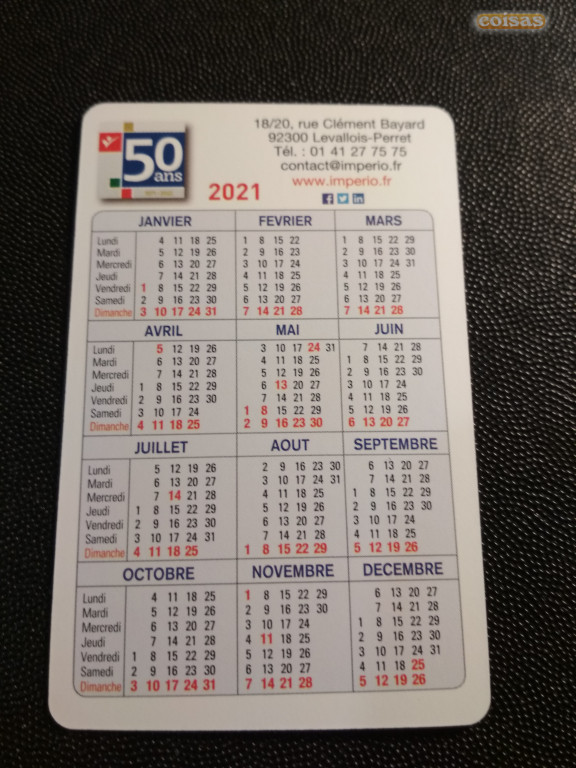 coisas
50
ans
18/20, rue Clément Bayard
92300 Levallois-Perret
Tél. : 01 41 27 75 75
contact@imperio.fr
www.imperio.fr
2021
JANVIER FEVRIER MARS
Lundi 4 11 18 25 1 8 15 22 1 8 15 22 29
Mardi 5 12 19 26 2 9 16 23 2 9 16 23 30
Mercredi 6 13 20 27 3 10 17 24 3 10 17 24 31
Jeudi 7 14 21 28 4 11 18 25 4 11 18 25
Vendredi 1 8 15 22 29 5 12 19 26 5 12 19 26
Samedi 2 9 16 23 30 6 13 20 27 6 13 20 27
Dimanche 3 10 17 24 31 7 14 21 28 7 14 21 28
AVRIL MAI JUIN
Lundi 5 12 19 26 3 10 17 24 31 7 14 21 28
Mardi 6 13 20 27 4 11 18 25 1 8 15 22 29
Mercredi 7 14 21 28 5 12 19 26 2 9 16 23 30
Jeudi 1 8 15 22 29 6 13 20 27 3 10 17 24
Vendredi 2 9 16 23 30 7 14 21 28 4 11 18 25
Samedi 3 10 17 24 1 8 15 22 29 5 12 19 26
Dimanche 4 11 18 25 2 9 16 23 30 6 13 20 27
JUILLET AOUT SEPTEMBRE
Lundi 5 12 19 26 2 9 16 23 30 6 13 20 27
Mardi 6 13 20 27 3 10 17 24 31 7 14 21 28
Mercredi 7 14 21 28 4 11 18 25 1 8 15 22 29
Jeudi 1 8 15 22 29 5 12 19 26 2 9 16 23 30
Vendredi 2 9 16 23 30 6 13 20 27 3 10 17 24
Samedi 3 10 17 24 31 7 14 21 28 4 11 18 25
Dimanche 4 11 18 25 1 8 15 22 29 5 12 19 26
OCTOBRE NOVEMBRE DECEMBRE
Lundi 4 11 18 25 1 8 15 22 29 6 13 20 27
Mardi 5 12 19 26 2 9 16 23 30 7 14 21 28
Mercredi 6 13 20 27 3 10 17 24 1 8 15 22 29
Jeudi 7 14 21 28 4 11 18 25 2 9 16 23 30
Vendredi 1 8 15 22 29 5 12 19 26 3 10 17 24 31
Samedi 2 9 16 23 30 6 13 20 27 4 11 18 25
Dimanche 3 10 17 24 31 7 14 21 28 5 12 19 26